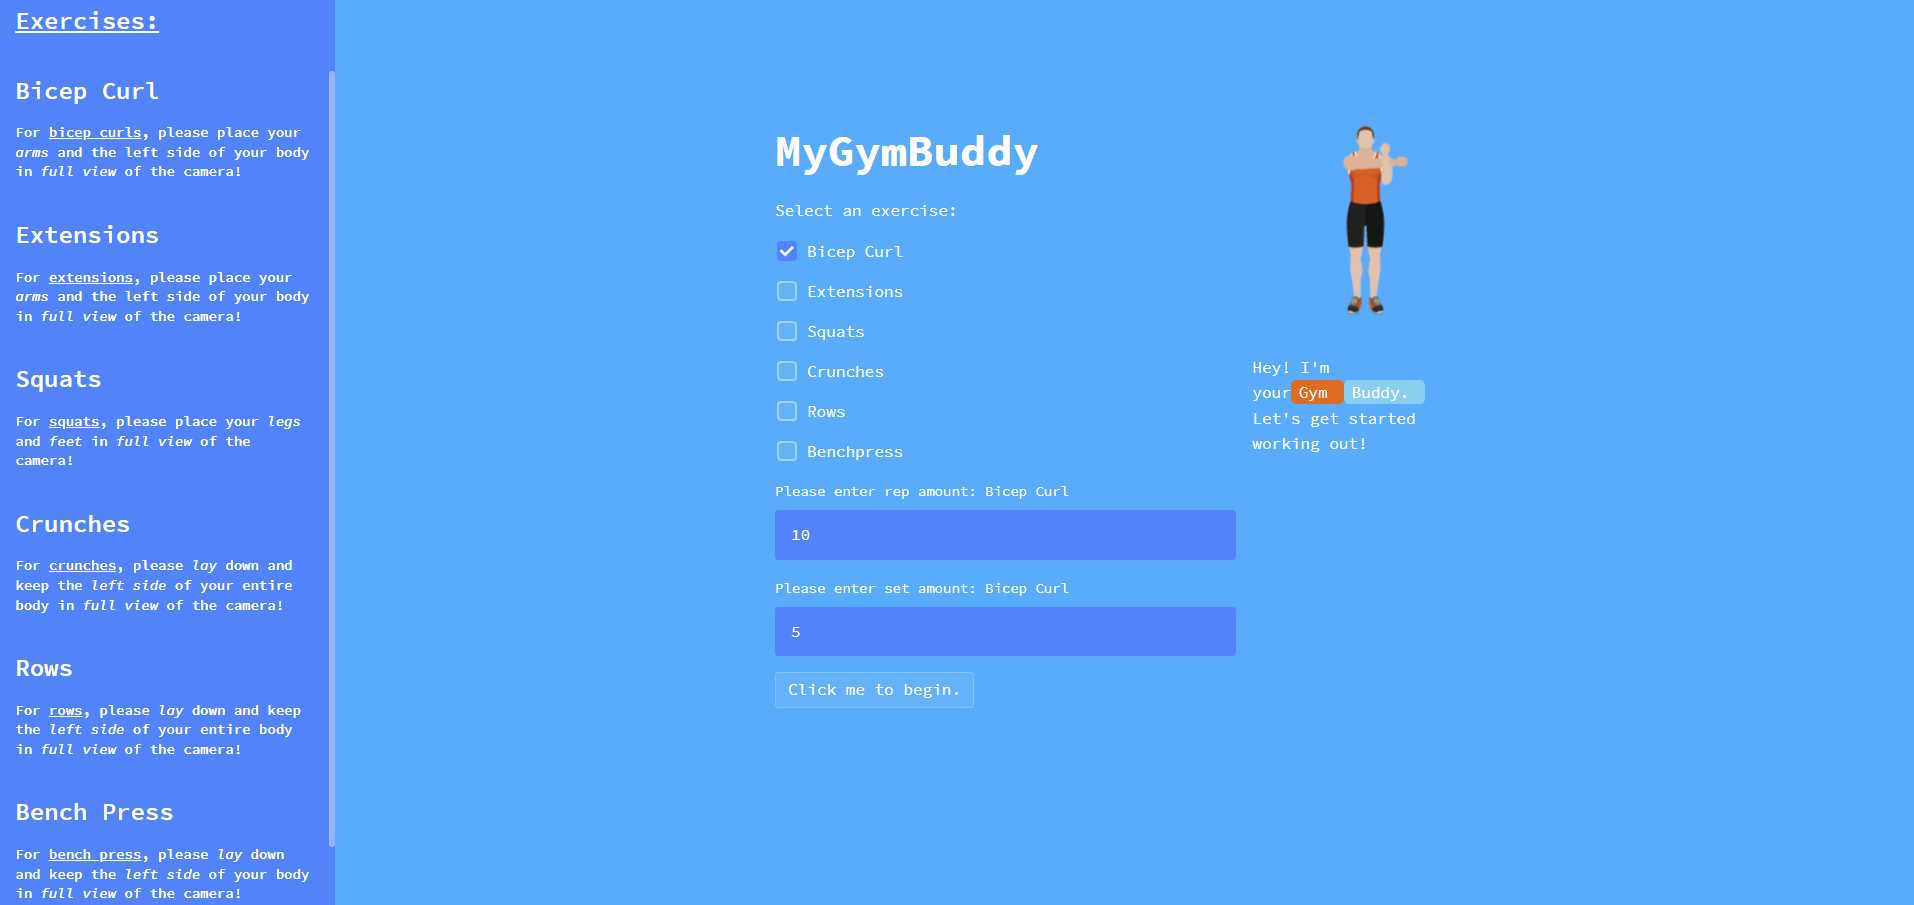 Exercises:
Bicep Curl
For bicep curls, please place your
arms and the left side of your body
in full view of the camera!
Extensions
For extensions, please place your
arms and the left side of your body
in full view of the camera!
Squats
For squats, please place your legs
and feet in full view of the
camera!
Crunches
For crunches, please lay down and
keep the left side of your entire
body in full view of the camera!
Rows
For rows, please lay down and keep
the left side of your entire body
in full view of the camera!
Bench Press
For bench press, please lay down
and keep the left side of your body
in full view of the camera!
MyGymBuddy
Select an exercise:
Bicep Curl
Extensions
Squats
Crunches
Rows
Benchpress
Please enter rep amount: Bicep Curl
10
Please enter set amount: Bicep Curl
5
Click me to begin.
Hey! I'm
your Gym Buddy.
Let's get started
working out!